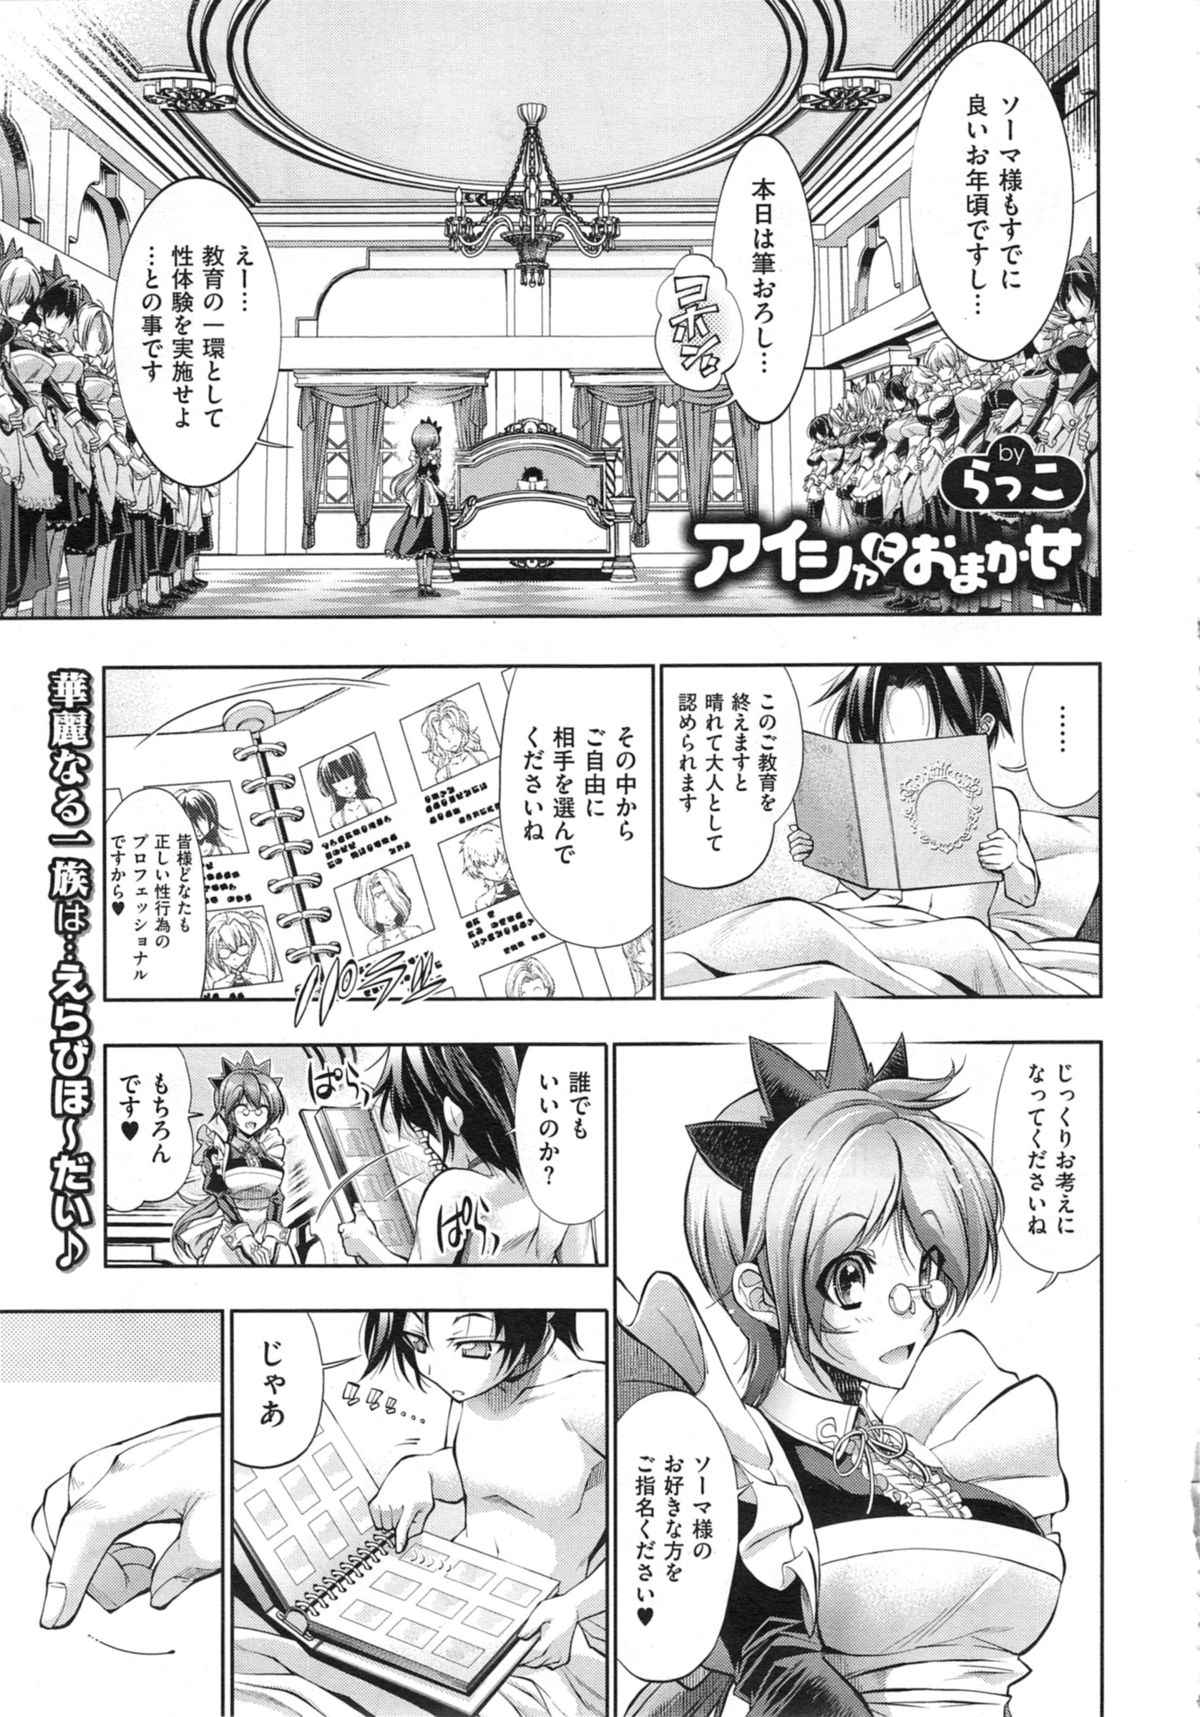 ソーマ様もすでに
良いお年頃ですし…
本日は筆おろし…
コホン
えー…
教育の一環として
性体験を実施せよ
…との事です
by
らっこ
アイシャにおまかせ
華麗なる一族は…えらびほ～だい♪
……
このご教育を
終えますと
晴れて大人として
認められます
その中から
ご自由に
相手を選んで
くださいね
皆様どなたも
正しい性行為の
プロフェッショナル
ですから♥
パラル
じっくりお考えに
なってくださいね
ソーマ様の
お好きな方を
ご指名ください♥
誰でも
いいのか？
ぱら
ぱら
もちろん
です♥
じゃあ